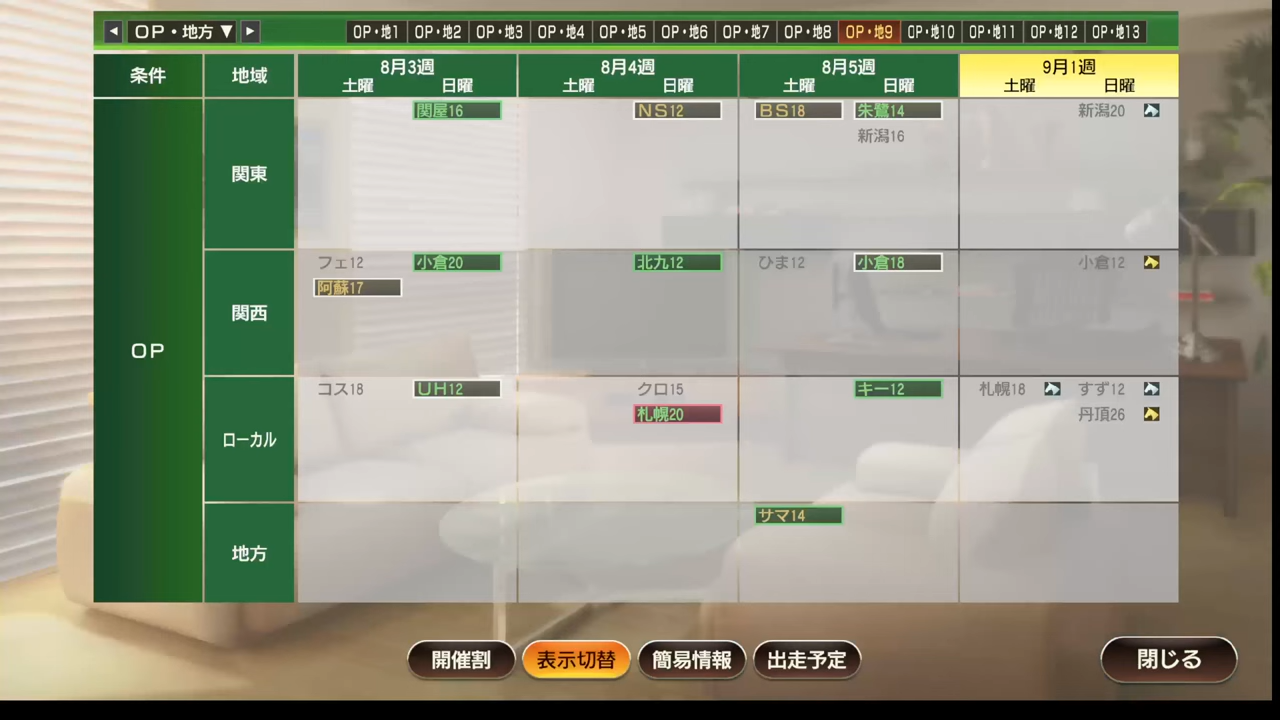 ◀ OP・地方▼ ▶ OP・地1 OP・地2 OP・地3 OP・地4 OP・地5 OP・地6 OP・地7 OP・地8 OP・地9 OP・地10 OP・地11 OP・地12 OP・地13
条件 地域 8月3週 8月4週 8月5週 9月1週
土曜 日曜 土曜 日曜 土曜 日曜 土曜 日曜
OP
関東
関屋16 NS12 BS18 朱鷺14 新潟20
新潟16
関西
フェ12 小倉20 北九12 ひま12 小倉18 小倉12
阿蘇17
ローカル
コス18 UH12 クロ15 キー12 札幌18 すず12
札幌20 丹頂26
地方
サマ14
開催割 表示切替 簡易情報 出走予定 閉じる